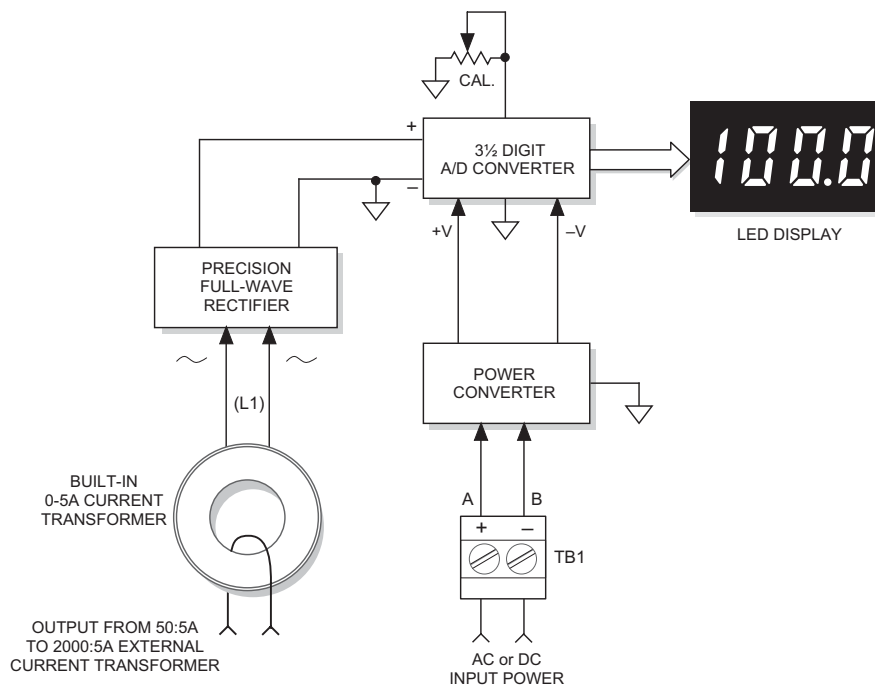 CAL.
+
–
3½ DIGIT
A/D CONVERTER
100.0
LED DISPLAY
+V
–V
PRECISION
FULL-WAVE
RECTIFIER
POWER
CONVERTER
(L1)
BUILT-IN
0-5A CURRENT
TRANSFORMER
A
B
+
–
TB1
OUTPUT FROM 50:5A
TO 2000:5A EXTERNAL
CURRENT TRANSFORMER
AC or DC
INPUT POWER